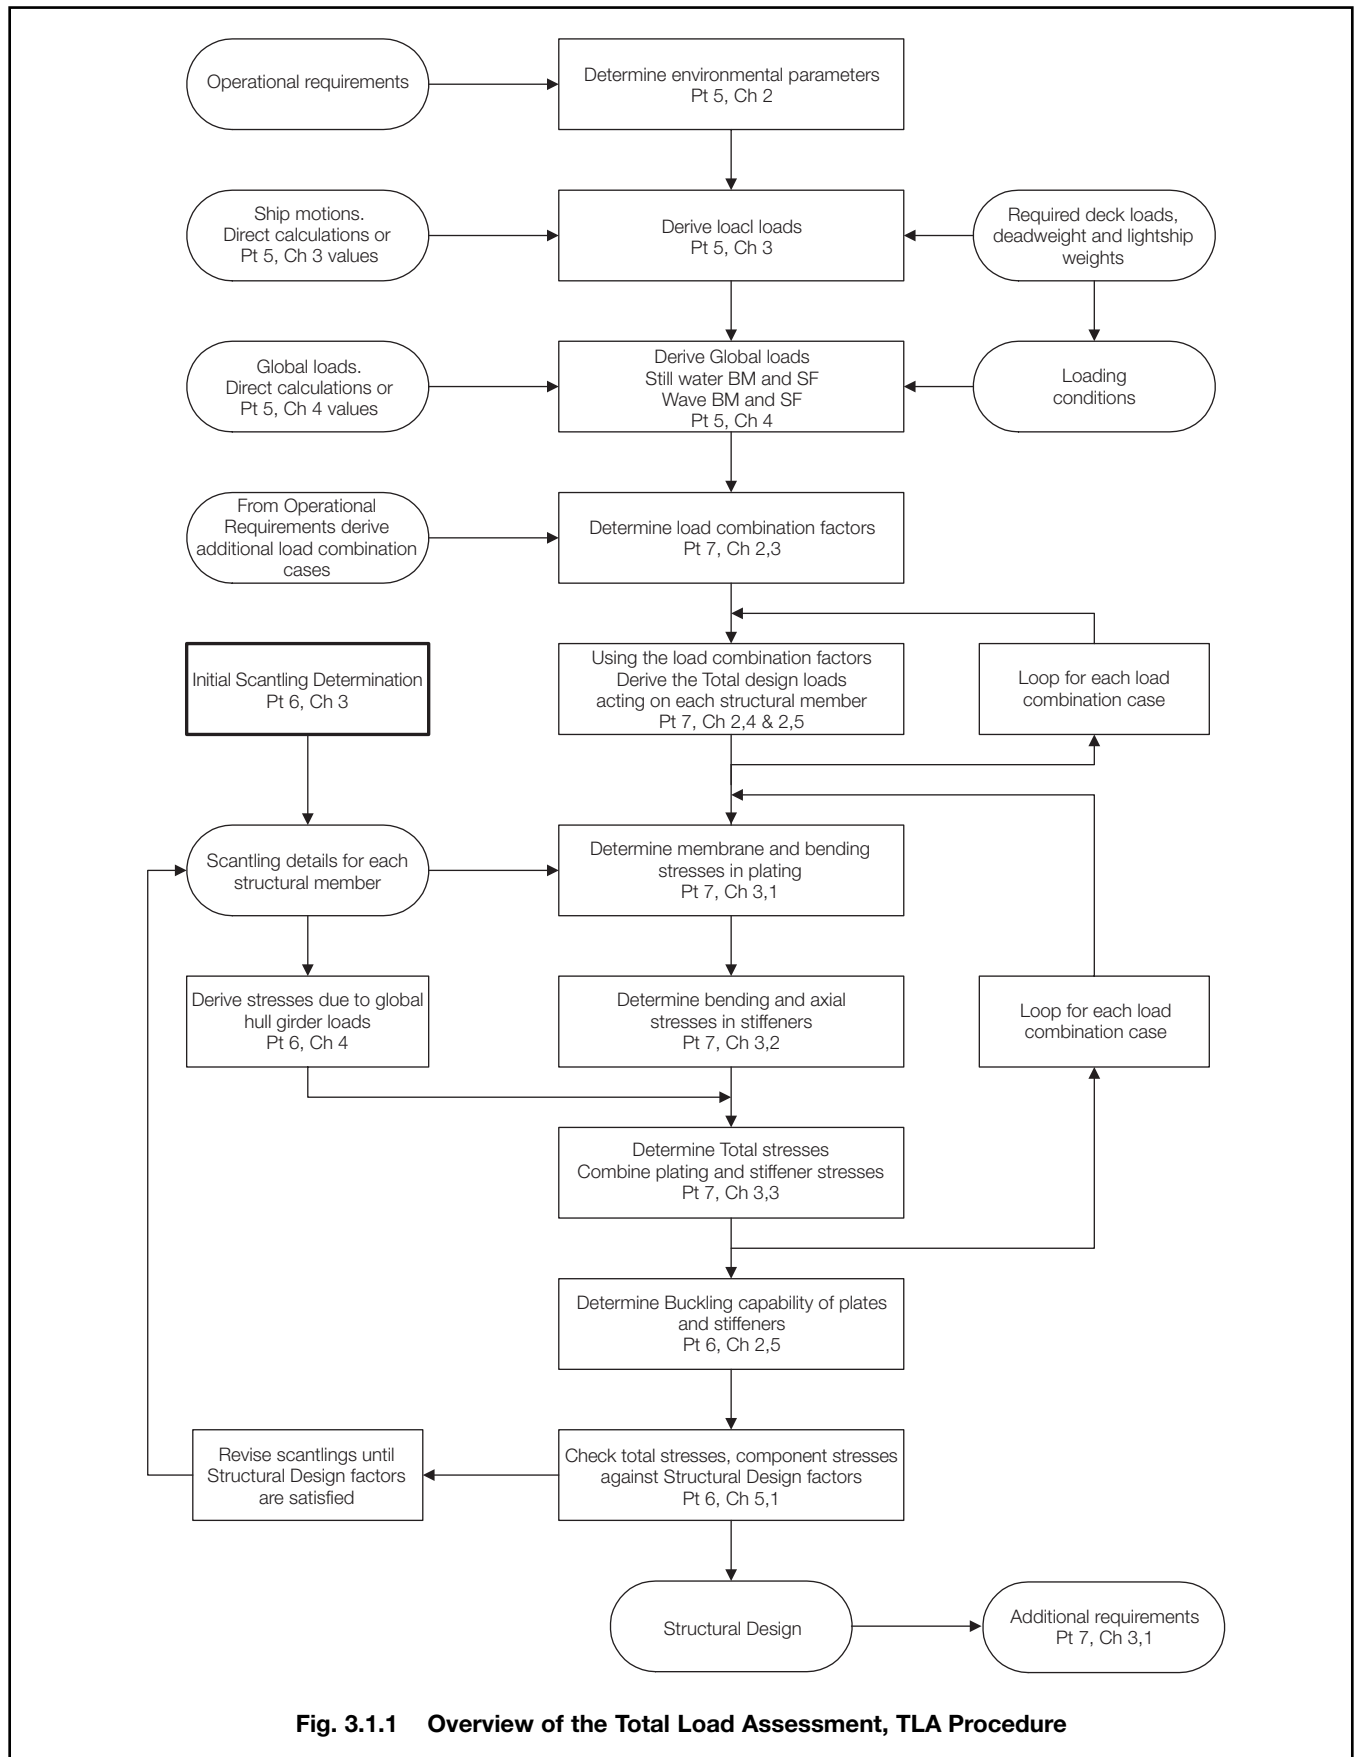 Operational requirements
Determine environmental parameters
Pt 5, Ch 2
Ship motions.
Direct calculations or
Pt 5, Ch 3 values
Derive loacl loads
Pt 5, Ch 3
Required deck loads,
deadweight and lightship
weights
Global loads.
Direct calculations or
Pt 5, Ch 4 values
Derive Global loads
Still water BM and SF
Wave BM and SF
Pt 5, Ch 4
Loading
conditions
From Operational
Requirements derive
additional load combination
cases
Determine load combination factors
Pt 7, Ch 2,3
Initial Scantling Determination
Pt 6, Ch 3
Using the load combination factors
Derive the Total design loads
acting on each structural member
Pt 7, Ch 2,4 & 2,5
Loop for each load
combination case
Scantling details for each
structural member
Determine membrane and bending
stresses in plating
Pt 7, Ch 3,1
Derive stresses due to global
hull girder loads
Pt 6, Ch 4
Determine bending and axial
stresses in stiffeners
Pt 7, Ch 3,2
Loop for each load
combination case
Determine Total stresses
Combine plating and stiffener stresses
Pt 7, Ch 3,3
Determine Buckling capability of plates
and stiffeners
Pt 6, Ch 2,5
Revise scantlings until
Structural Design factors
are satisfied
Check total stresses, component stresses
against Structural Design factors
Pt 6, Ch 5,1
Structural Design
Additional requirements
Pt 7, Ch 3,1
Fig. 3.1.1 Overview of the Total Load Assessment, TLA Procedure